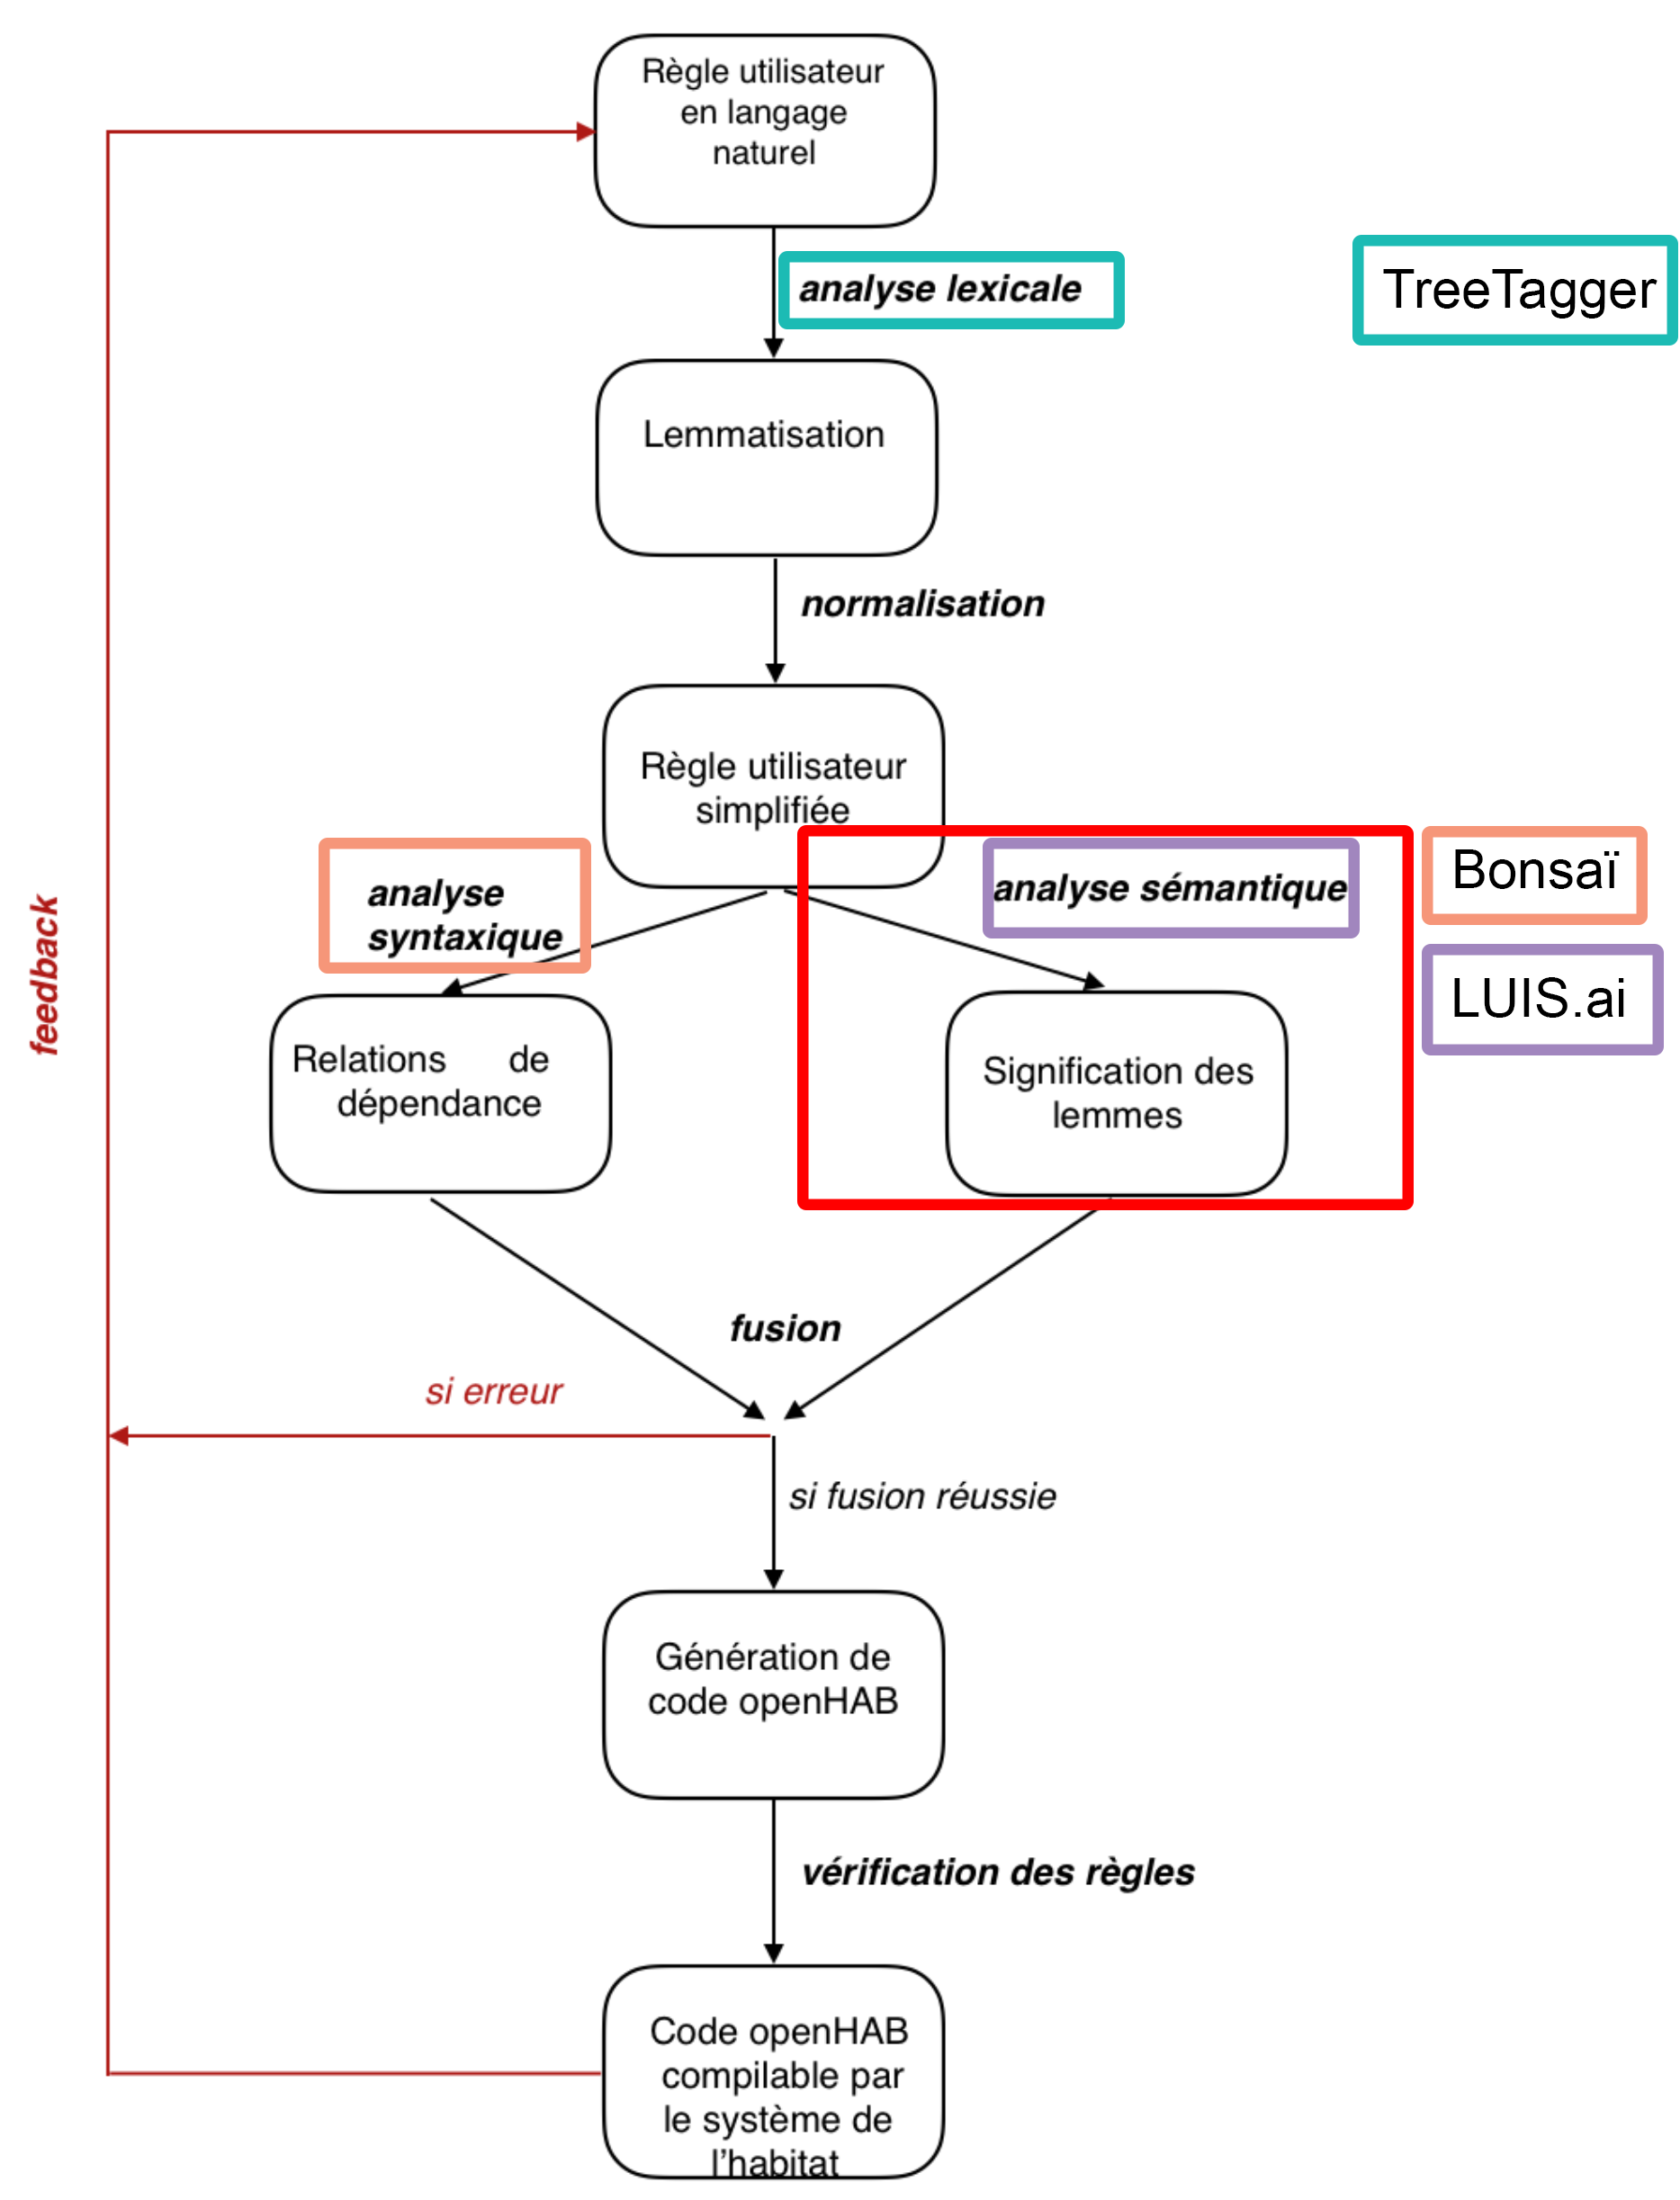 Règle utilisateur
en langage
naturel
analyse lexicale
TreeTagger
Lemmatisation
normalisation
Règle utilisateur
simplifiée
analyse
syntaxique
analyse sémantique
Bonsaï
LUIS.ai
feedback
Relations de
dépendance
Signification des
lemmes
fusion
si erreur
si fusion réussie
Génération de
code openHAB
vérification des règles
Code openHAB
compilable par
le système de
l'habitat